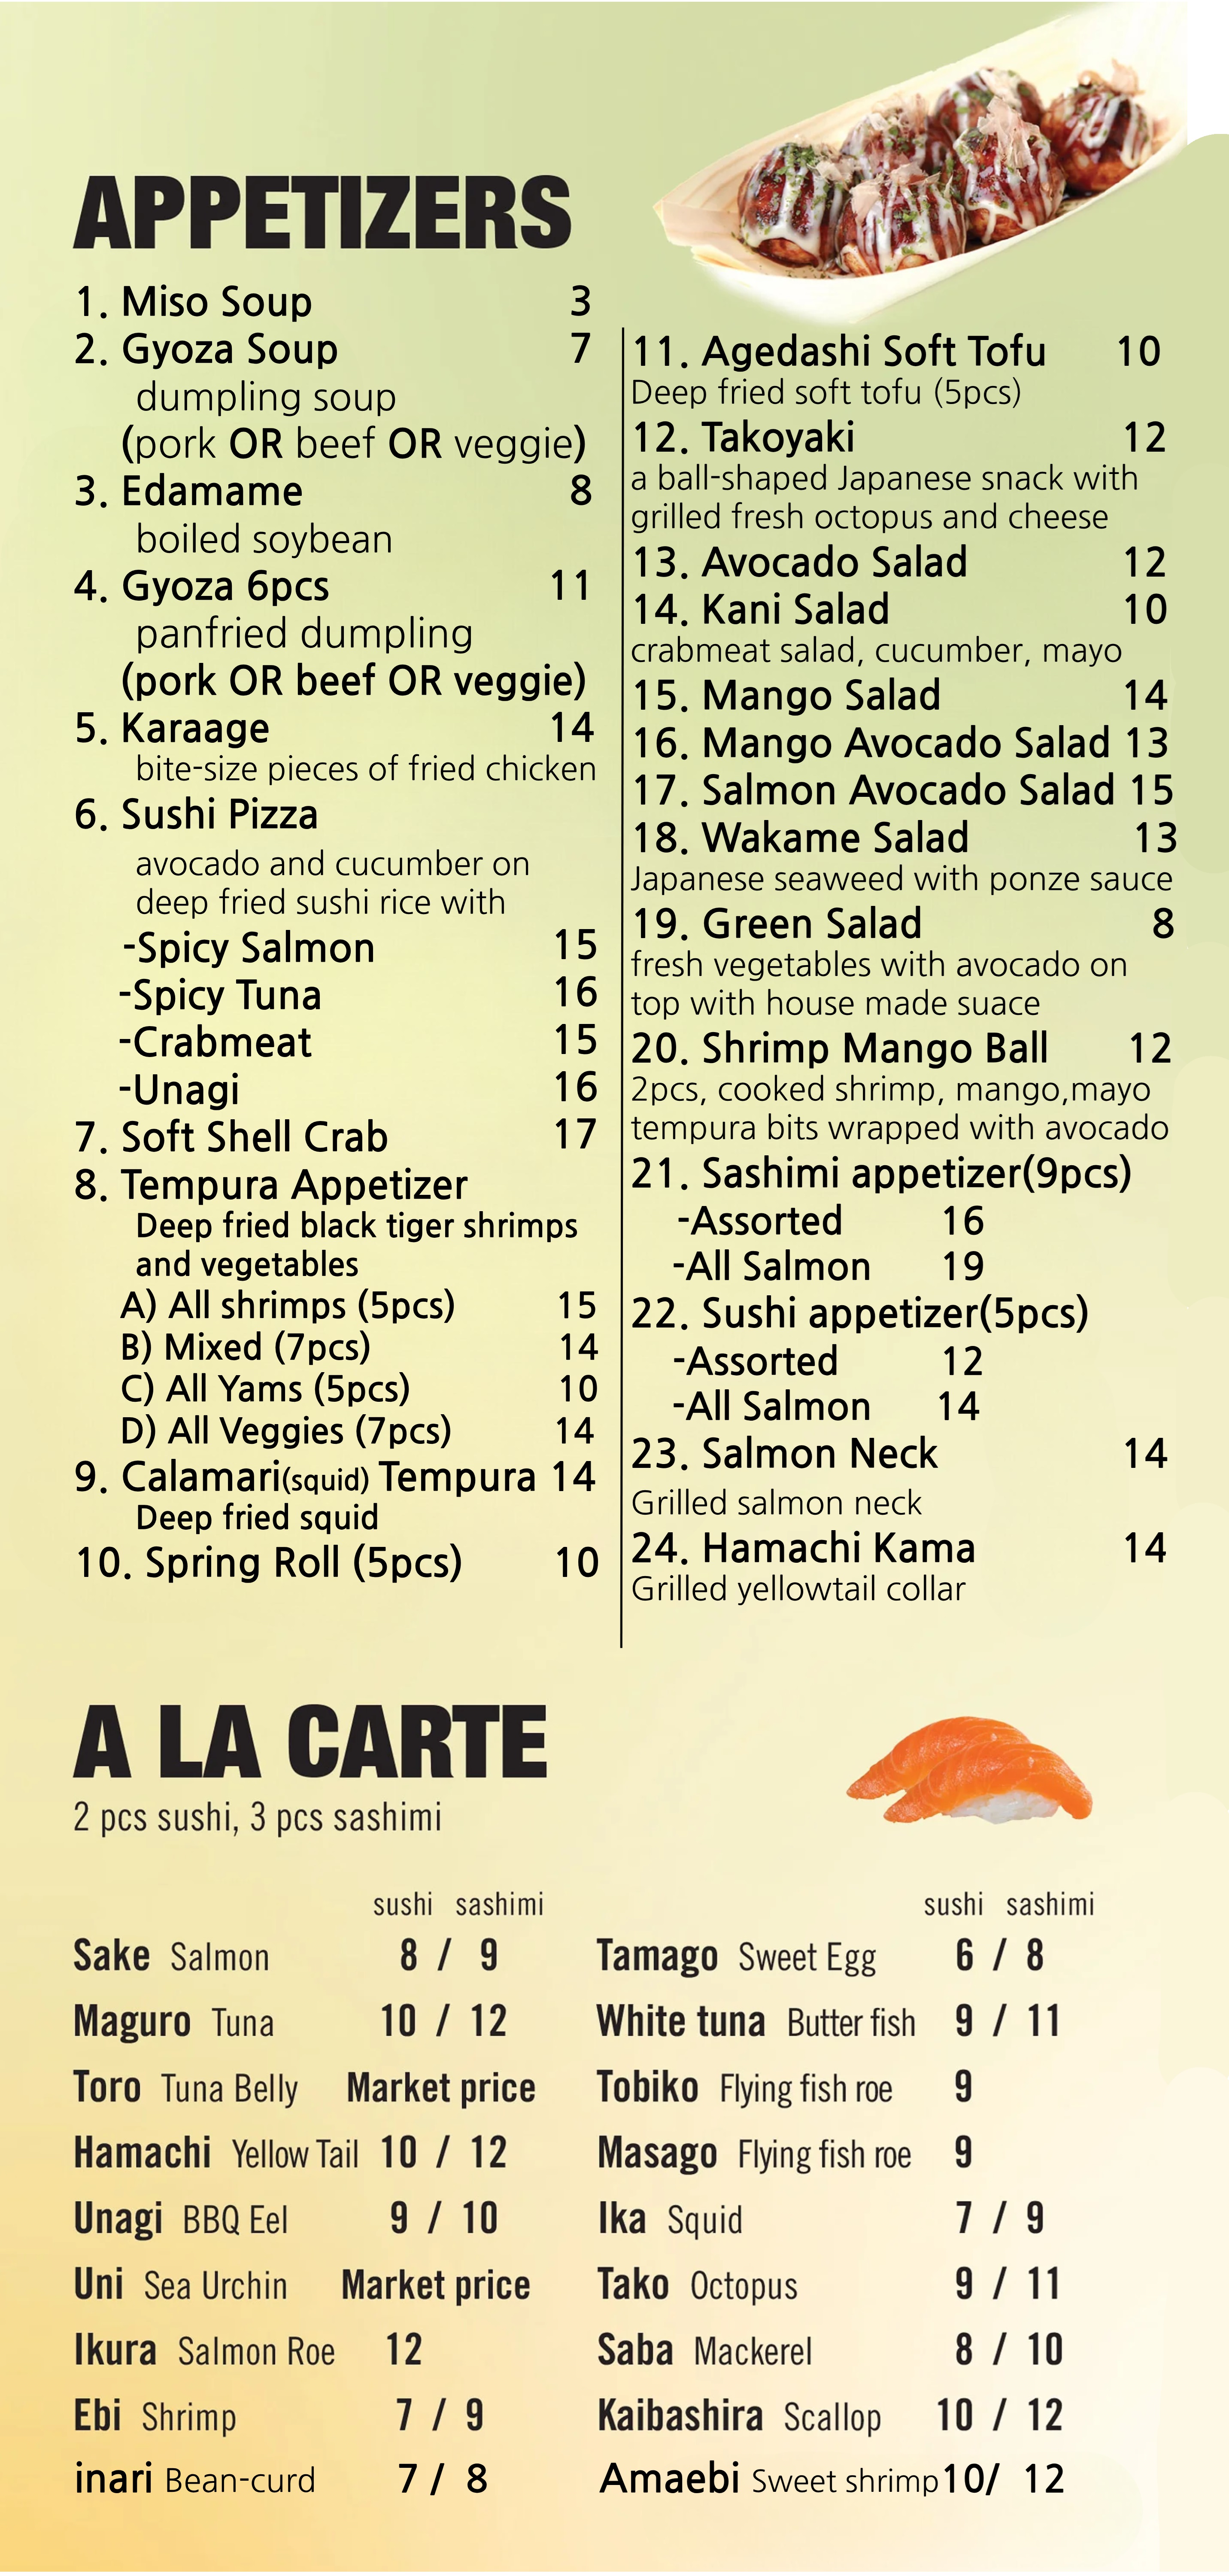 APPETIZERS
1. Miso Soup 3
2. Gyoza Soup 7
dumpling soup
(pork OR beef OR veggie)
3. Edamame 8
boiled soybean
4. Gyoza 6pcs 11
panfried dumpling
(pork OR beef OR veggie)
5. Karaage 14
bite-size pieces of fried chicken
6. Sushi Pizza
avocado and cucumber on
deep fried sushi rice with
-Spicy Salmon 15
-Spicy Tuna 16
-Crabmeat 15
-Unagi 16
7. Soft Shell Crab 17
8. Tempura Appetizer
Deep fried black tiger shrimps
and vegetables
A) All shrimps (5pcs) 15
B) Mixed (7pcs) 14
C) All Yams (5pcs) 10
D) All Veggies (7pcs) 14
9. Calamari(squid) Tempura 14
Deep fried squid
10. Spring Roll (5pcs) 10
11. Agedashi Soft Tofu 10
Deep fried soft tofu (5pcs)
12. Takoyaki 12
a ball-shaped Japanese snack with
grilled fresh octopus and cheese
13. Avocado Salad 12
14. Kani Salad 10
crabmeat salad, cucumber, mayo
15. Mango Salad 14
16. Mango Avocado Salad 13
17. Salmon Avocado Salad 15
18. Wakame Salad 13
Japanese seaweed with ponze sauce
19. Green Salad 8
fresh vegetables with avocado on
top with house made suace
20. Shrimp Mango Ball 12
2pcs, cooked shrimp, mango,mayo
tempura bits wrapped with avocado
21. Sashimi appetizer(9pcs)
-Assorted 16
-All Salmon 19
22. Sushi appetizer(5pcs)
-Assorted 12
-All Salmon 14
23. Salmon Neck 14
Grilled salmon neck
24. Hamachi Kama 14
Grilled yellowtail collar
A LA CARTE
2 pcs sushi, 3 pcs sashimi
sushi sashimi
Sake Salmon 8 / 9
Maguro Tuna 10 / 12
Toro Tuna Belly Market price
Hamachi Yellow Tail 10 / 12
Unagi BBQ Eel 9 / 10
Uni Sea Urchin Market price
Ikura Salmon Roe 12
Ebi Shrimp 7 / 9
inari Bean-curd 7 / 8
sushi sashimi
Tamago Sweet Egg 6 / 8
White tuna Butter fish 9 / 11
Tobiko Flying fish roe 9
Masago Flying fish roe 9
Ika Squid 7 / 9
Tako Octopus 9 / 11
Saba Mackerel 8 / 10
Kaibashira Scallop 10 / 12
Amaebi Sweet shrimp10/ 12